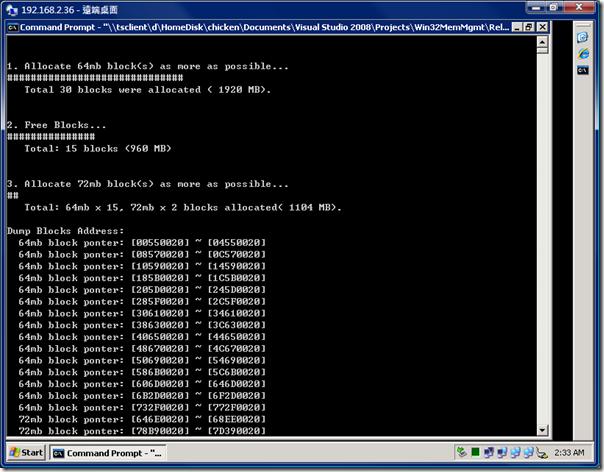 192.168.2.36 - 遠端桌面
Command Prompt - "\\tsclient\d\HomeDisk\chicken\Documents\Visual Studio 2008\Projects\Win32MemMgmt\Rel...
1. Allocate 64mb block(s) as more as possible...
##############################
Total 30 blocks were allocated ( 1920 MB).
2. Free Blocks...
###############
Total: 15 blocks (960 MB)
3. Allocate 72mb block(s) as more as possible...
##
Total: 64mb x 15, 72mb x 2 blocks allocated( 1104 MB).
Dump Blocks Address:
64mb block ponter: [00550020] ~ [04550020]
64mb block ponter: [08570020] ~ [0C570020]
64mb block ponter: [10590020] ~ [14590020]
64mb block ponter: [185B0020] ~ [1C5B0020]
64mb block ponter: [205D0020] ~ [245D0020]
64mb block ponter: [285F0020] ~ [2C5F0020]
64mb block ponter: [30610020] ~ [34610020]
64mb block ponter: [38630020] ~ [3C630020]
64mb block ponter: [40650020] ~ [44650020]
64mb block ponter: [48670020] ~ [4C670020]
64mb block ponter: [50690020] ~ [54690020]
64mb block ponter: [586B0020] ~ [5C6B0020]
64mb block ponter: [606D0020] ~ [646D0020]
64mb block ponter: [6B2D0020] ~ [6F2D0020]
64mb block ponter: [732F0020] ~ [772F0020]
72mb block ponter: [646E0020] ~ [68EE0020]
72mb block ponter: [78B90020] ~ [7D390020]
Start
Command Prompt - "...
2:33 AM